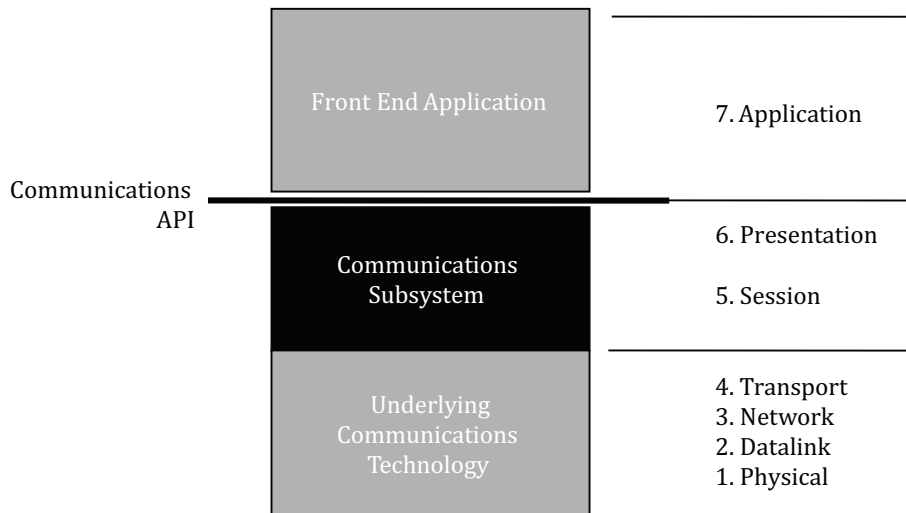 Front End Application
7. Application
Communications
API
Communications
Subsystem
6. Presentation
5. Session
Underlying
Communications
Technology
4. Transport
3. Network
2. Datalink
1. Physical